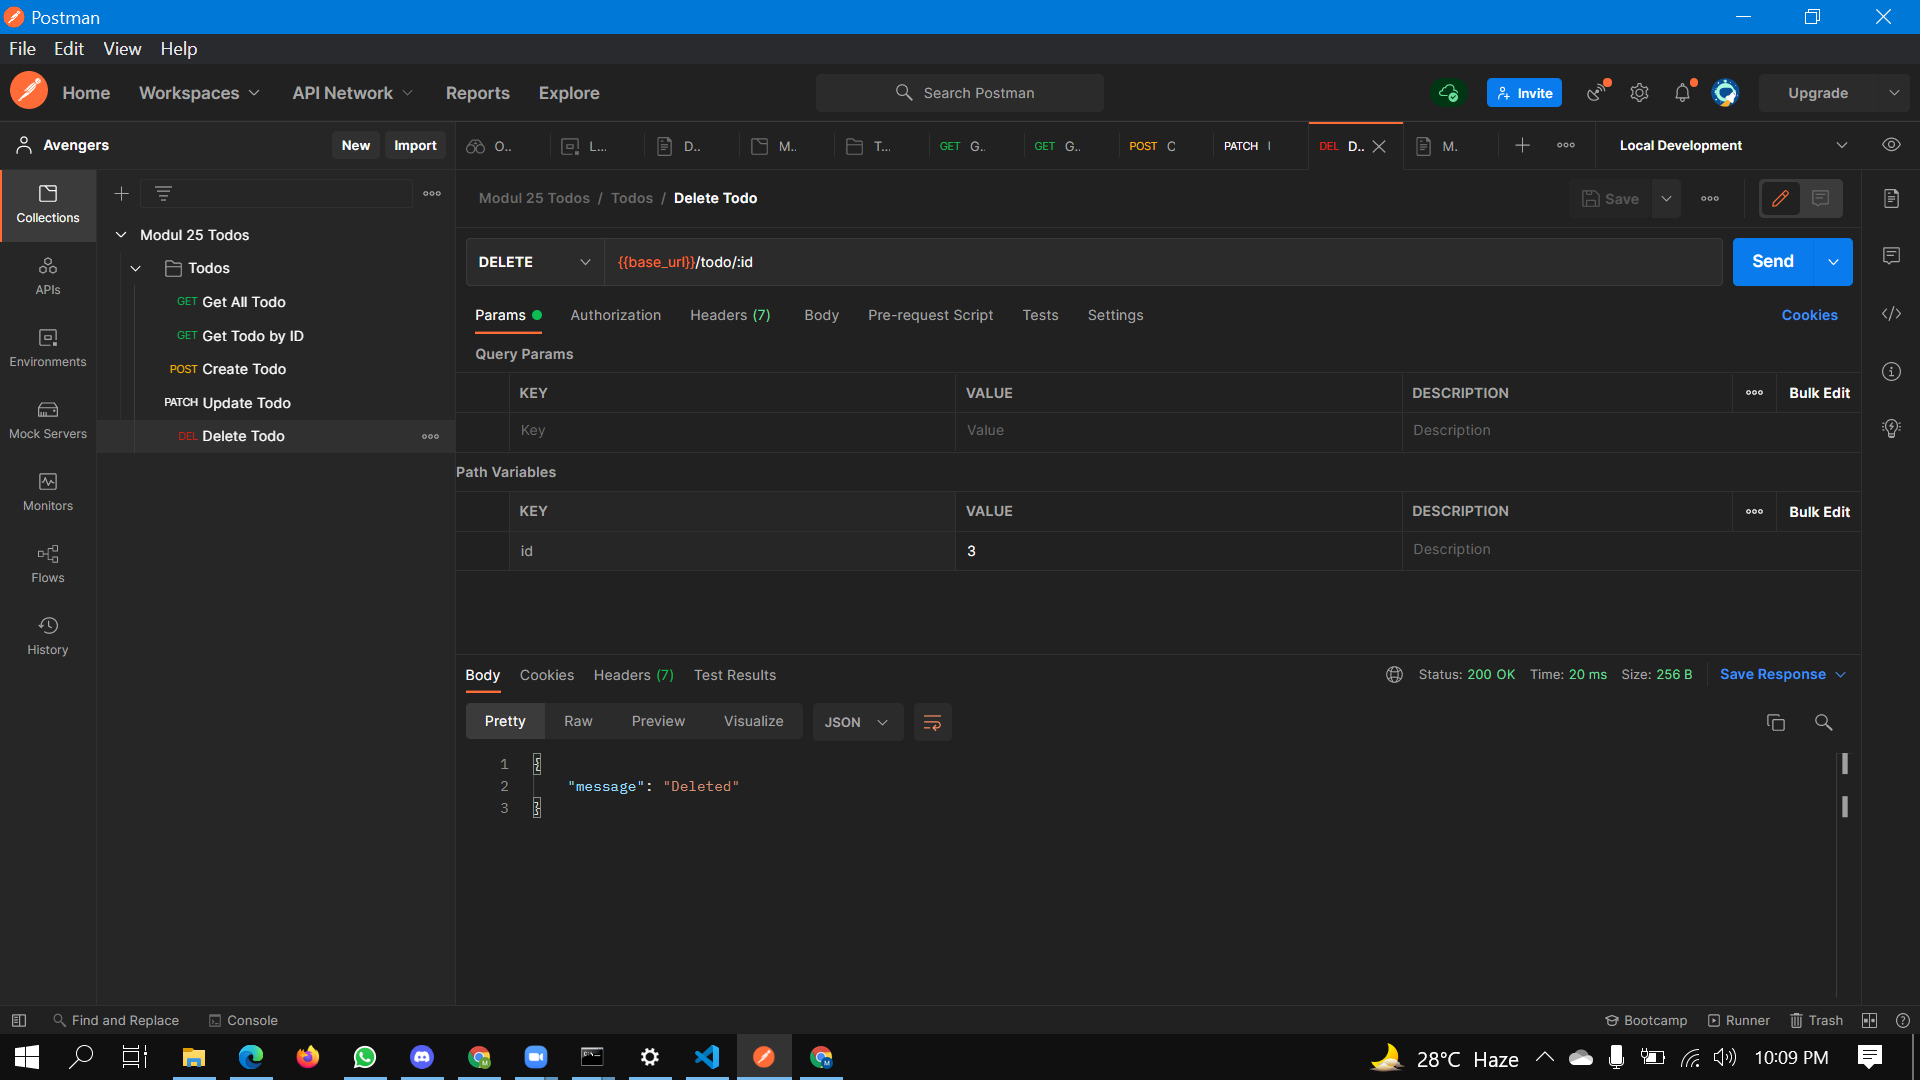 Postman
File Edit View Help
Home Workspaces API Network Reports Explore Search Postman Invite Upgrade
Avengers New Import O.. L... D.. M.. T... GET G.. GET G.. POST C PATCH DEL D.. M. Local Development
Collections
APIs
Environments
Mock Servers
Monitors
Flows
History
Modul 25 Todos
Todos
GET Get All Todo
GET Get Todo by ID
POST Create Todo
PATCH Update Todo
DEL Delete Todo
Modul 25 Todos / Todos / Delete Todo Save
DELETE {{base_url}}/todo/:id Send
Params Authorization Headers (7) Body Pre-request Script Tests Settings Cookies
Query Params
KEY VALUE DESCRIPTION Bulk Edit
Key Value Description
Path Variables
KEY VALUE DESCRIPTION Bulk Edit
id 3 Description
Body Cookies Headers (7) Test Results Status: 200 OK Time: 20 ms Size: 256 B Save Response
Pretty Raw Preview Visualize JSON
1 {
2 "message": "Deleted"
3 }
Find and Replace Console Bootcamp Runner Trash
28°C Haze 10:09 PM